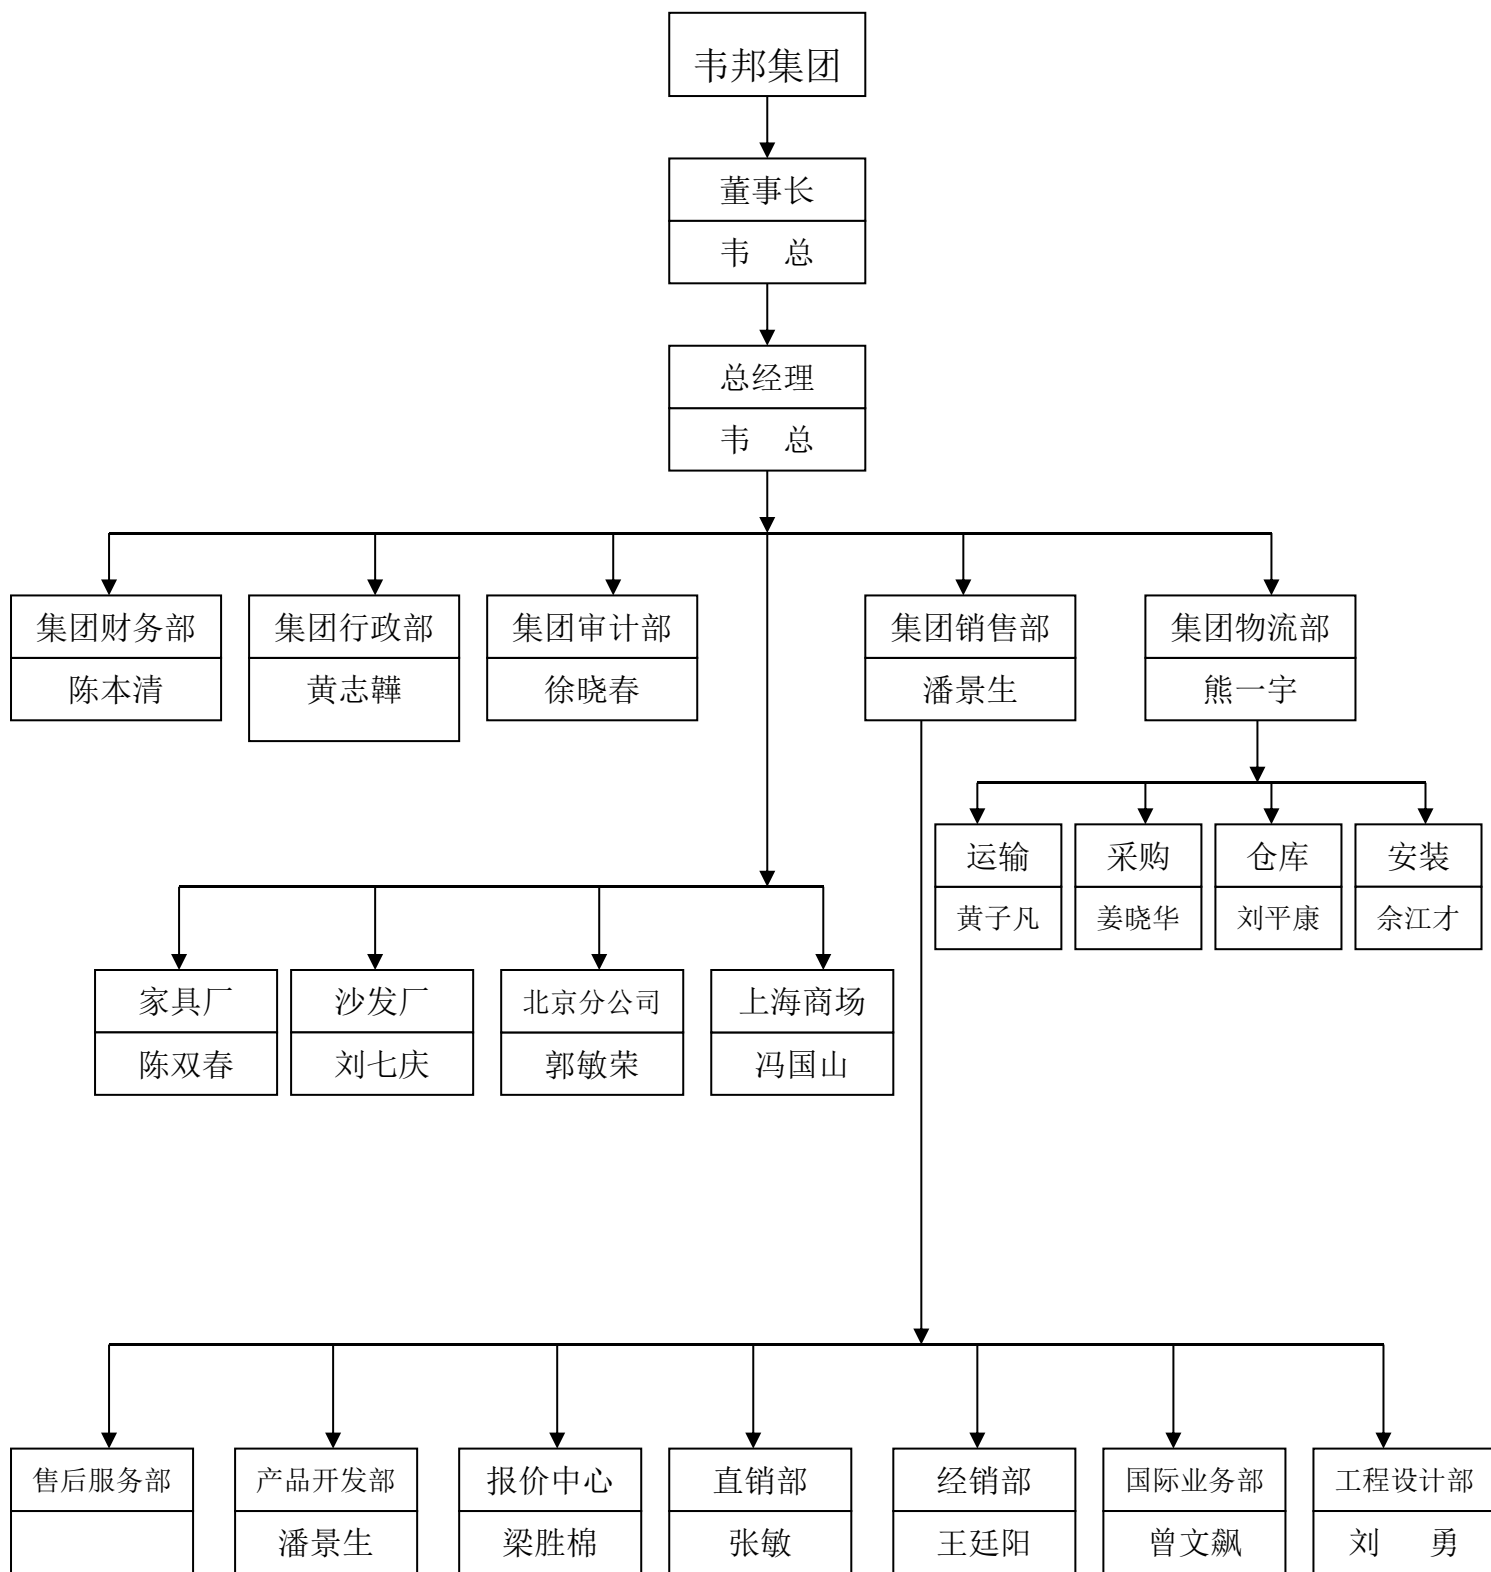 韦邦集团
董事长
韦 总
总经理
韦 总
集团财务部
陈本清
集团行政部
黄志韡
集团审计部
徐晓春
集团销售部
潘景生
集团物流部
熊一宇
运输
黄子凡
采购
姜晓华
仓库
刘平康
安装
佘江才
家具厂
陈双春
沙发厂
刘七庆
北京分公司
郭敏荣
上海商场
冯国山
售后服务部
产品开发部
潘景生
报价中心
梁胜棉
直销部
张敏
经销部
王廷阳
国际业务部
曾文飙
工程设计部
刘 勇